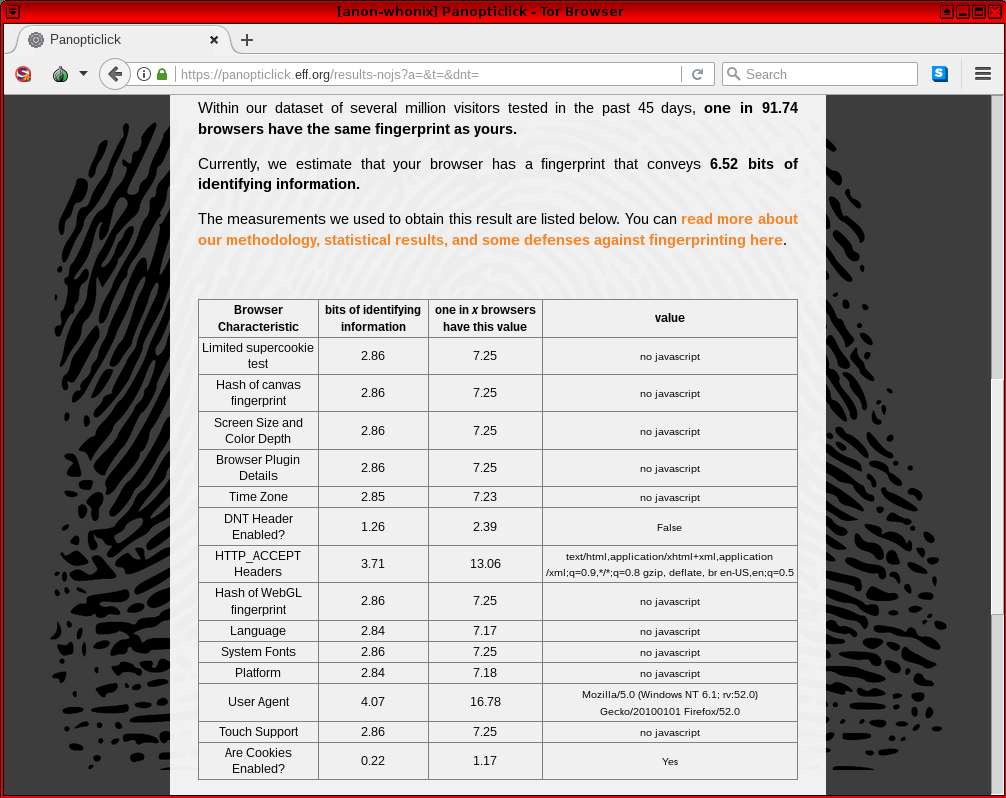 [anon-whonix] Panopticlick - Tor Browser
Panopticlick
https://panopticlick.eff.org/results-nojs?a=&t=&dnt=
Search
S
Within our dataset of several million visitors tested in the past 45 days, one in 91.74
browsers have the same fingerprint as yours.
Currently, we estimate that your browser has a fingerprint that conveys 6.52 bits of
identifying information.
The measurements we used to obtain this result are listed below. You can read more about
our methodology, statistical results, and some defenses against fingerprinting here.
Browser
Characteristic
bits of identifying
information
one in x browsers
have this value
value
Limited supercookie
test
2.86
7.25
no javascript
Hash of canvas
fingerprint
2.86
7.25
no javascript
Screen Size and
Color Depth
2.86
7.25
no javascript
Browser Plugin
Details
2.86
7.25
no javascript
Time Zone
2.85
7.23
no javascript
DNT Header
Enabled?
1.26
2.39
False
HTTP_ACCEPT
Headers
3.71
13.06
text/html,application/xhtml+xml,application
/xml;q=0.9,*/*;q=0.8 gzip, deflate, br en-US,en;q=0.5
Hash of WebGL
fingerprint
2.86
7.25
no javascript
Language
2.84
7.17
no javascript
System Fonts
2.86
7.25
no javascript
Platform
2.84
7.18
no javascript
User Agent
4.07
16.78
Mozilla/5.0 (Windows NT 6.1; rv:52.0)
Gecko/20100101 Firefox/52.0
Touch Support
2.86
7.25
no javascript
Are Cookies
Enabled?
0.22
1.17
Yes